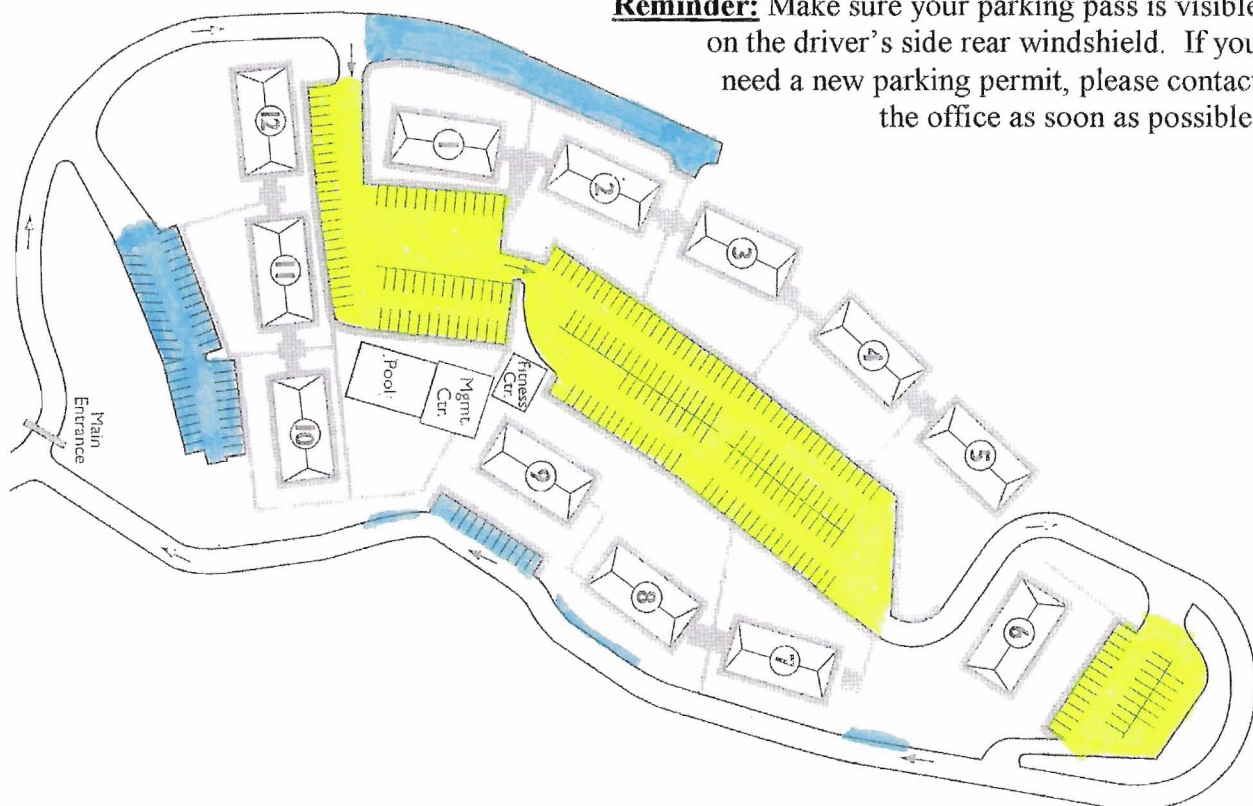 Reminder: Make sure your parking pass is visible
on the driver's side rear windshield. If you
need a new parking permit, please contact
the office as soon as possible
12
1
2
3
11
4
5
Pool
Mgmt.
Ctr.
Fitness
Ctr.
10
Main
Entrance
9
8
7
6